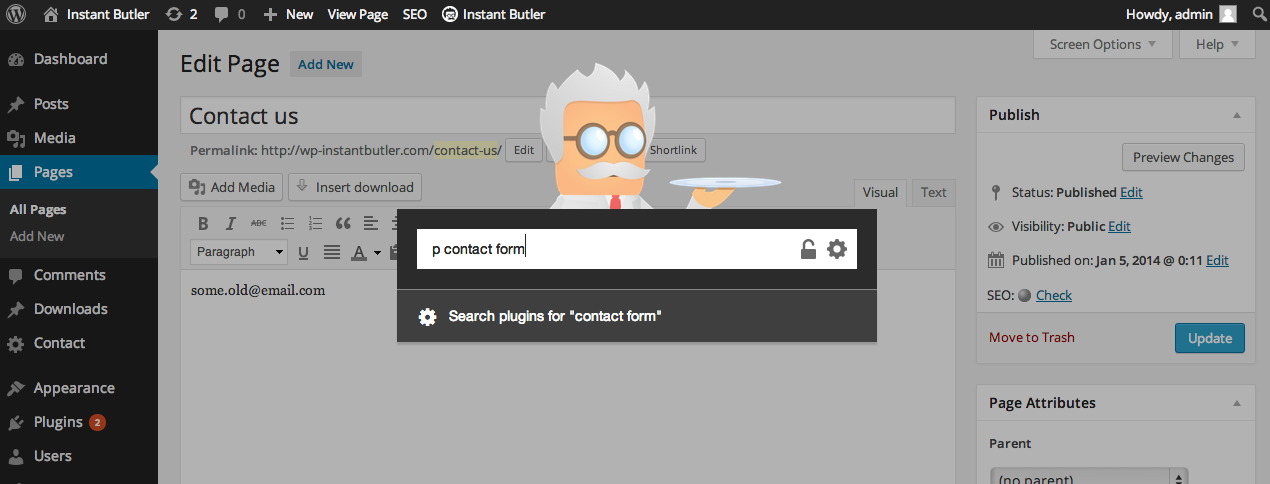 Instant Butler 2 0 New View Page SEO Instant Butler Howdy, admin
Dashboard
Posts
Media
Pages
All Pages
Add New
Comments
Downloads
Contact
Appearance
Plugins 2
Users
Edit Page Add New
Screen Options Help
Contact us
Permalink: http://wp-instantbutler.com/contact-us/ Edit Shortlink
Add Media Insert download
Visual Text
B I ABC
Paragraph U A
some.old@email.com
p contact form
Search plugins for "contact form"
Publish
Preview Changes
Status: Published Edit
Visibility: Public Edit
Published on: Jan 5, 2014 @ 0:11 Edit
SEO: Check
Move to Trash Update
Page Attributes
Parent
(no parent)